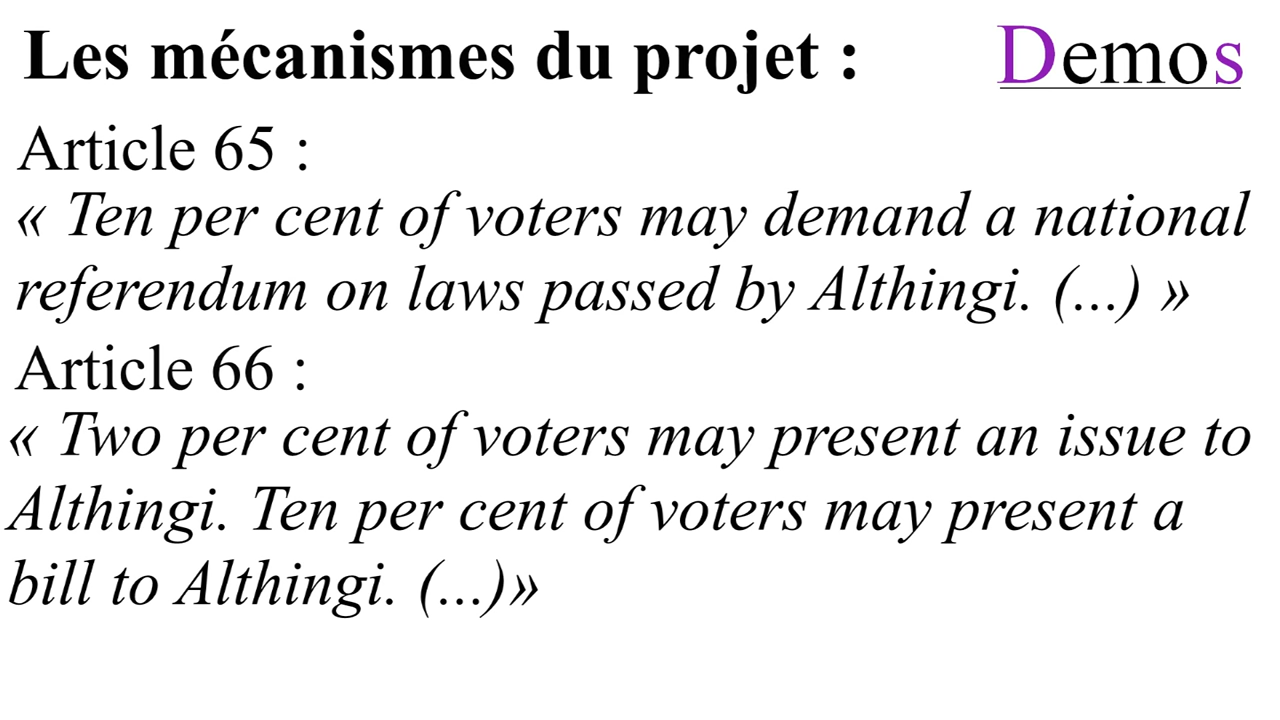 Les mécanismes du projet :
Demos
Article 65 :
« Ten per cent of voters may demand a national
referendum on laws passed by Althingi. (...) »
Article 66 :
« Two per cent of voters may present an issue to
Althingi. Ten per cent of voters may present a
bill to Althingi. (...)»